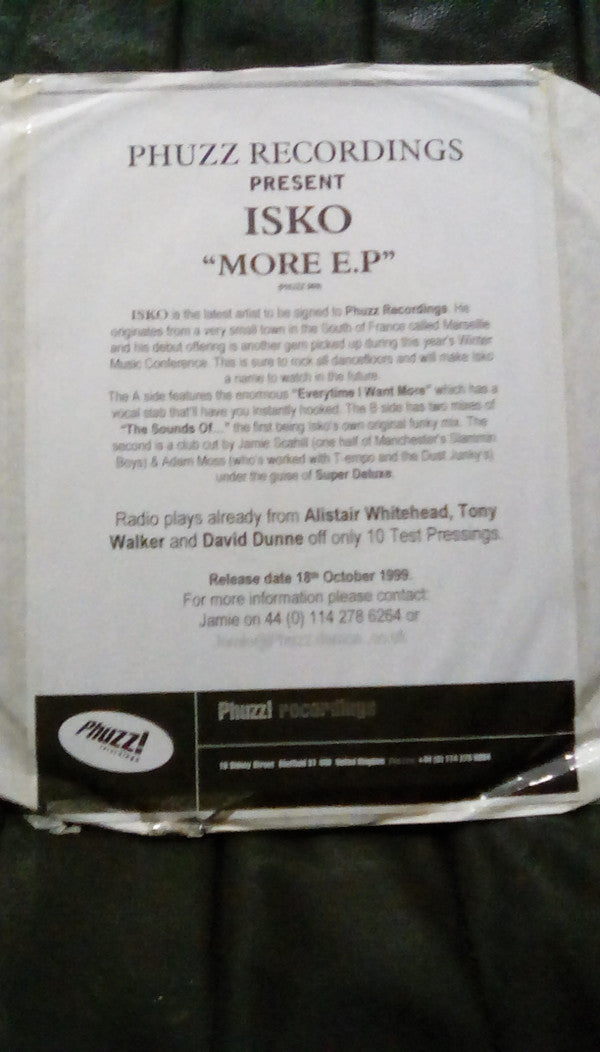 PHUZZ RECORDINGS
PRESENT
ISKO
“MORE E.P”
ISKO is the latest artist to be signed to Phuzz Recordings. He
originates from a very small town in the South of France called Marseille
and his debut offering is another gem picked up during this year's Winter
Music Conference. This is sure to rock all dancefloors and will make Isko
a name to watch in the future.
The A side features the enormous "Everytime I Want More" which has a
vocal stab that'll have you instantly hooked. The B side has two mixes of
"The Sounds Of..." the first being Isko's own original funky mix. The
second is a club cut by Jamie Scahill (one half of Manchester's Slammin
Boys) & Adam Moss (who's worked with T-empo and the Dust Junky's)
under the guise of Super Deluxe.
Radio plays already from Alistair Whitehead, Tony
Walker and David Dunne off only 10 Test Pressings.
Release date 18th October 1999.
For more information please contact:
Jamie on 44 (0) 114 278 6264 or
Phuzz! recordings
Phuzz!
recordings
Sidney Street Sheffield United Kingdom